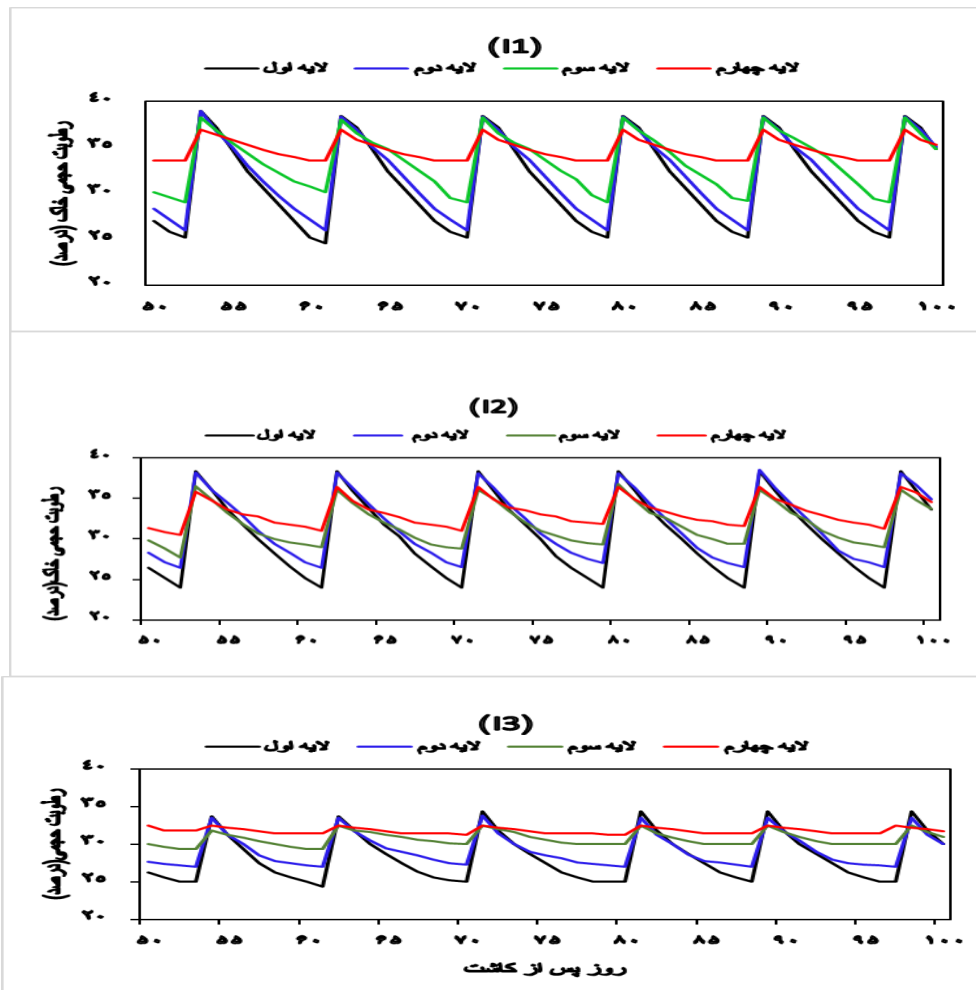 (I1)
لایه اول لایه دوم لایه سوم لایه چهارم
رطوبت حجمی خاک (درصد)
۴۰
۳۵
۳۰
۲۵
۲۰
۵۰ ۵۵ ۶۰ ۶۵ ۷۰ ۷۵ ۸۰ ۸۵ ۹۰ ۹۵ ۱۰۰
(I2)
لایه اول لایه دوم لایه سوم لایه چهارم
رطوبت حجمی خاک(درصد)
۴۰
۳۵
۳۰
۲۵
۲۰
۵۰ ۵۵ ۶۰ ۶۵ ۷۰ ۷۵ ۸۰ ۸۵ ۹۰ ۹۵ ۱۰۰
(I3)
لایه اول لایه دوم لایه سوم لایه چهارم
رطوبت حجمی(درصد)
۴۰
۳۵
۳۰
۲۵
۲۰
۵۰ ۵۵ ۶۰ ۶۵ ۷۰ ۷۵ ۸۰ ۸۵ ۹۰ ۹۵ ۱۰۰
روز پس از کاشت